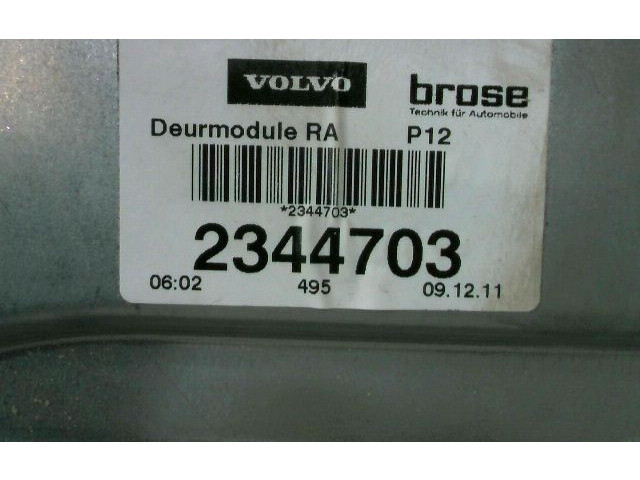 VOLVO
brose
Technik für Automobile
Deurmodule RA P12
*2344703*
2344703
06:02 495 09.12.11